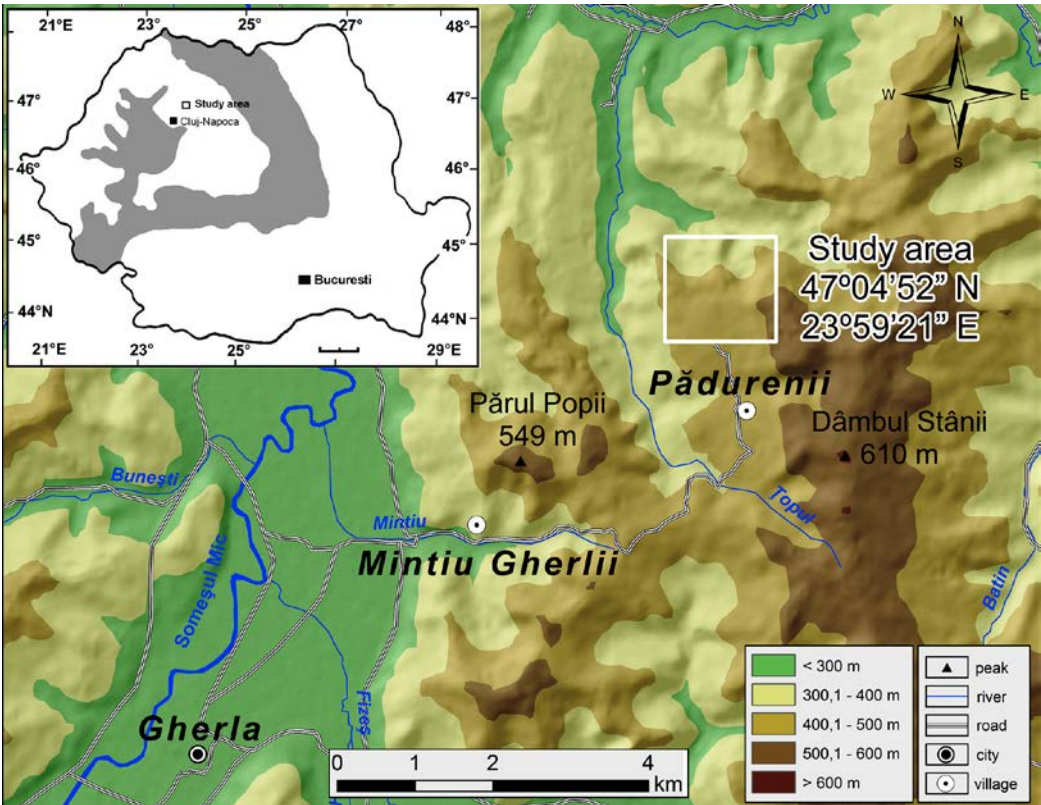 21°E 23° 25° 27° 48°
47° 47°
Study area
Cluj-Napoca
46° 46°
45° 45°
Bucuresti
44°N 44°N
21°E 23° 25° 27° 29°E
N
W E
S
Study area
47º04'52” N
23º59'21” E
Pădurenii
Părul Popii
549 m
Dâmbul Stânii
610 m
Bunești
Mintiu
Topul
Mintiu Gherlii
Someșul Mic
Batin
Fizeș
Gherla
0 1 2 4
km
< 300 m
300,1 - 400 m
400,1 - 500 m
500,1 - 600 m
> 600 m
peak
river
road
city
village